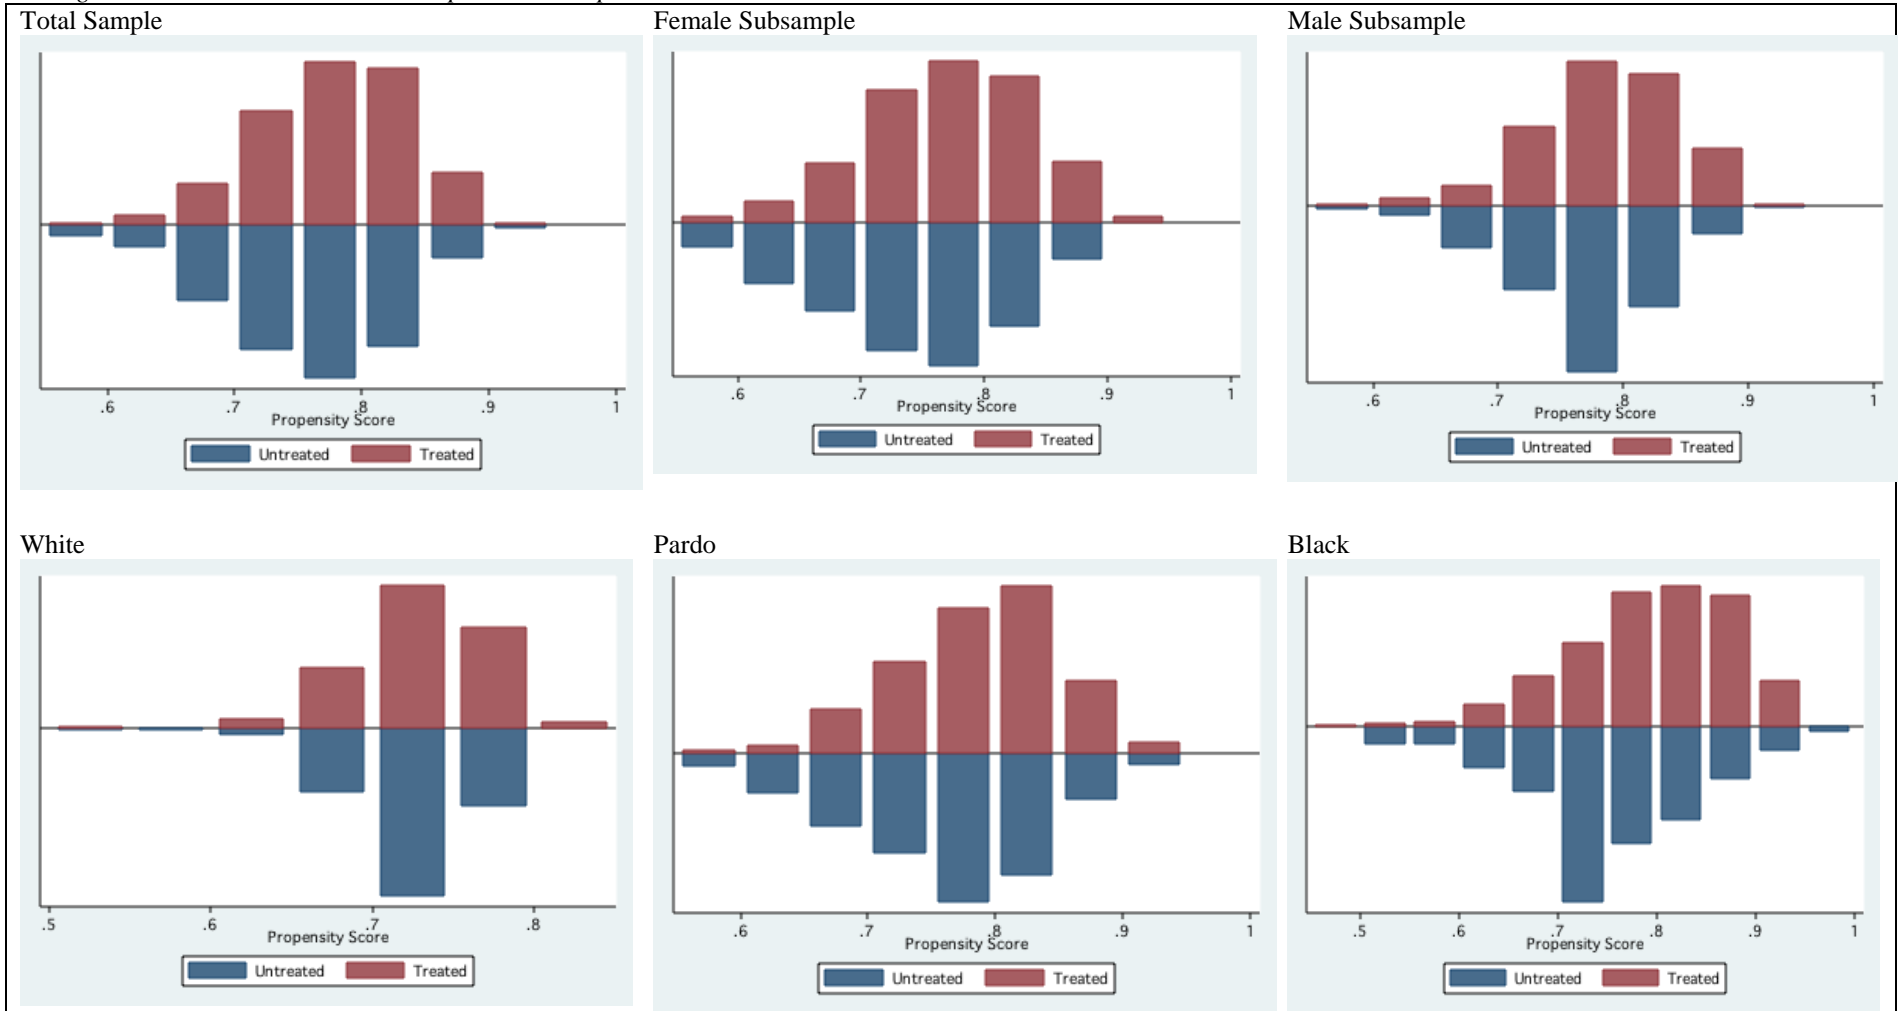 Total Sample
Female Subsample
Male Subsample
.6 .7 .8 .9 1
Propensity Score
Untreated Treated
.6 .7 .8 .9 1
Propensity Score
Untreated Treated
.6 .7 .8 .9 1
Propensity Score
Untreated Treated
White
Pardo
Black
.5 .6 .7 .8
Propensity Score
Untreated Treated
.6 .7 .8 .9 1
Propensity Score
Untreated Treated
.5 .6 .7 .8 .9 1
Propensity Score
Untreated Treated